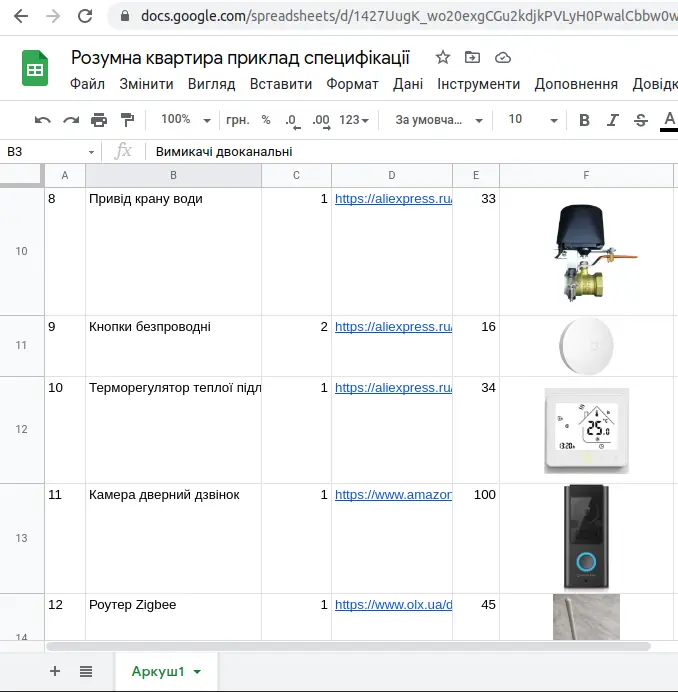 docs.google.com/spreadsheets/d/1427UugK_wo20exgCGu2kdjkPVLyH0PwalCbbw0w
Розумна квартира приклад специфікації
Файл Змінити Вигляд Вставити Формат Дані Інструменти Доповнення Довідк
100% грн. % .0 .00 123 За умовча... 10 B I S A
B3 fx Вимикачі двоканальні
A B C D E F
10 8 Привід крану води 1 https://aliexpress.ru/ 33
11 9 Кнопки безпроводні 2 https://aliexpress.ru/ 16
12 10 Терморегулятор теплої підл 1 https://aliexpress.ru/ 34
25.0 °C
13:20
13 11 Камера дверний дзвінок 1 https://www.amazon 100
14 12 Роутер Zigbee 1 https://www.olx.ua/d 45
Аркуш1